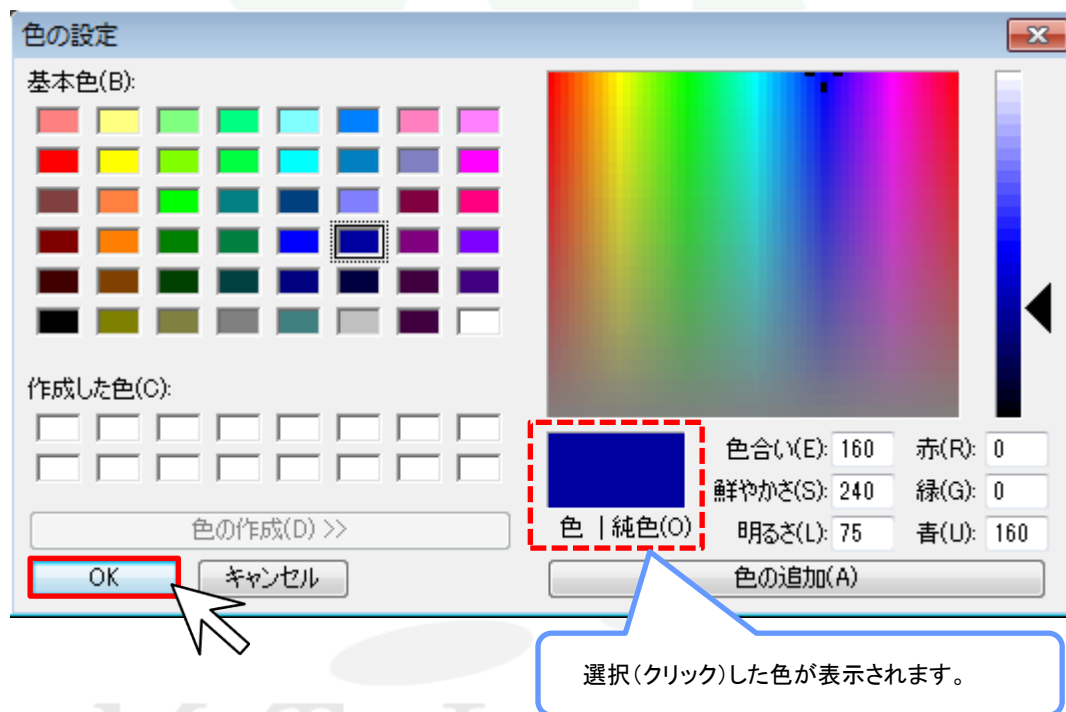 色の設定
基本色(B):
作成した色(C):
色の作成(D) >>
OK
キャンセル
色 | 純色(O)
色合い(E): 160
赤(R): 0
鮮やかさ(S): 240
緑(G): 0
明るさ(L): 75
青(U): 160
色の追加(A)
選択(クリック)した色が表示されます。